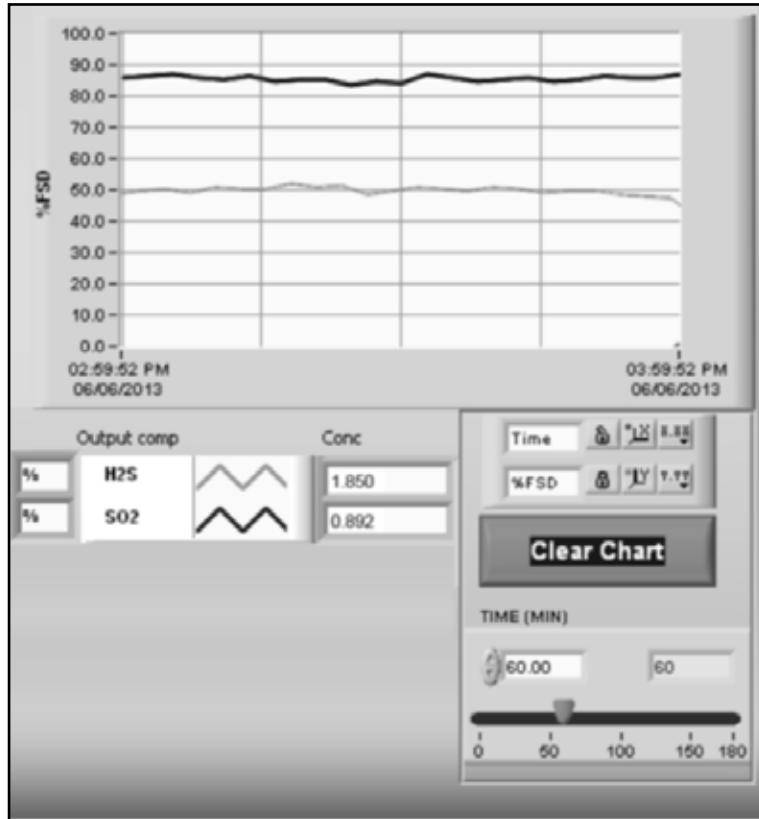 100.0
90.0
80.0
70.0
60.0
50.0
40.0
30.0
20.0
10.0
0.0
%FSD
02:59:52 PM
06/06/2013
03:59:52 PM
06/06/2013
Output comp
Conc
% H2S 1.850
% SO2 0.892
Time
%FSD
Clear Chart
TIME (MIN)
60.00 60
0 50 100 150 180